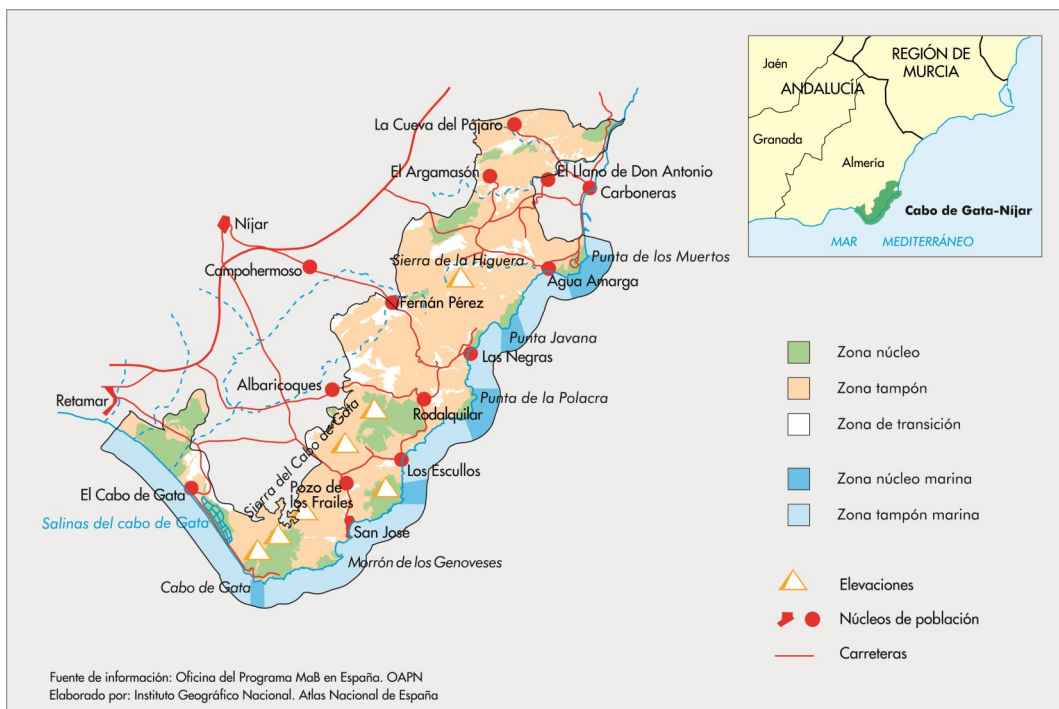 La Cueva del Pájaro
El Argamasón
El Llano de Don Antonio
Carboneras
Níjar
Sierra de la Higuera
Punta de los Muertos
Campohermoso
Agua Amarga
Fernán Pérez
Punta Javana
Las Negras
Albaricoques
Retamar
Punta de la Polacra
Rodalquilar
Sierra del Cabo de Gata
Los Escullos
El Cabo de Gata
Pozo de
los Frailes
Salinas del cabo de Gata
San José
Morrón de los Genoveses
Cabo de Gata
REGIÓN DE
MURCIA
Jaén
ANDALUCÍA
Granada
Almería
Cabo de Gata-Níjar
MAR MEDITERRÁNEO
Zona núcleo
Zona tampón
Zona de transición
Zona núcleo marina
Zona tampón marina
Elevaciones
Núcleos de población
Carreteras
Fuente de información: Oficina del Programa MaB en España. OAPN
Elaborado por: Instituto Geográfico Nacional. Atlas Nacional de España